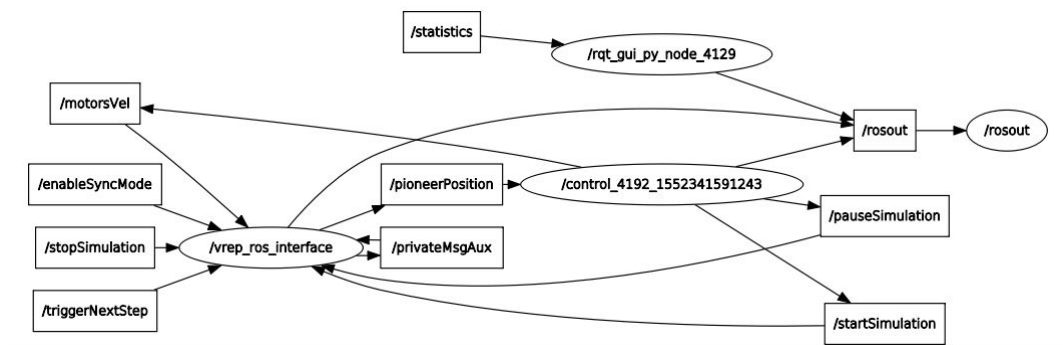 /statistics
/rqt_gui_py_node_4129
/motorsVel
/rosout
/rosout
/enableSyncMode
/pioneerPosition
/control_4192_1552341591243
/pauseSimulation
/stopSimulation
/vrep_ros_interface
/privateMsgAux
/triggerNextStep
/startSimulation